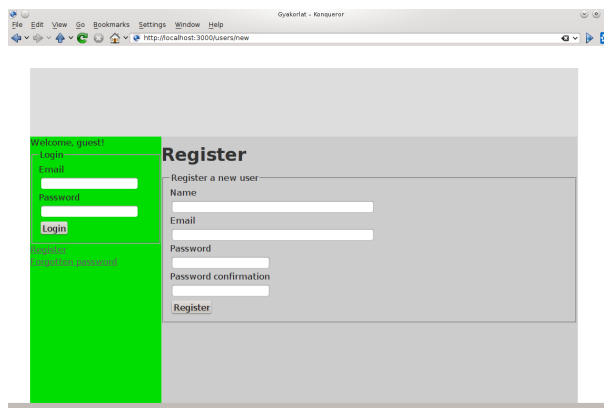 Gyakorlat - Konqueror
File Edit View Go Bookmarks Settings Window Help
http://localhost:3000/users/new
Welcome, guest!
Login
Email
Password
Login
Register
Forgotten password
Register
Register a new user
Name
Email
Password
Password confirmation
Register